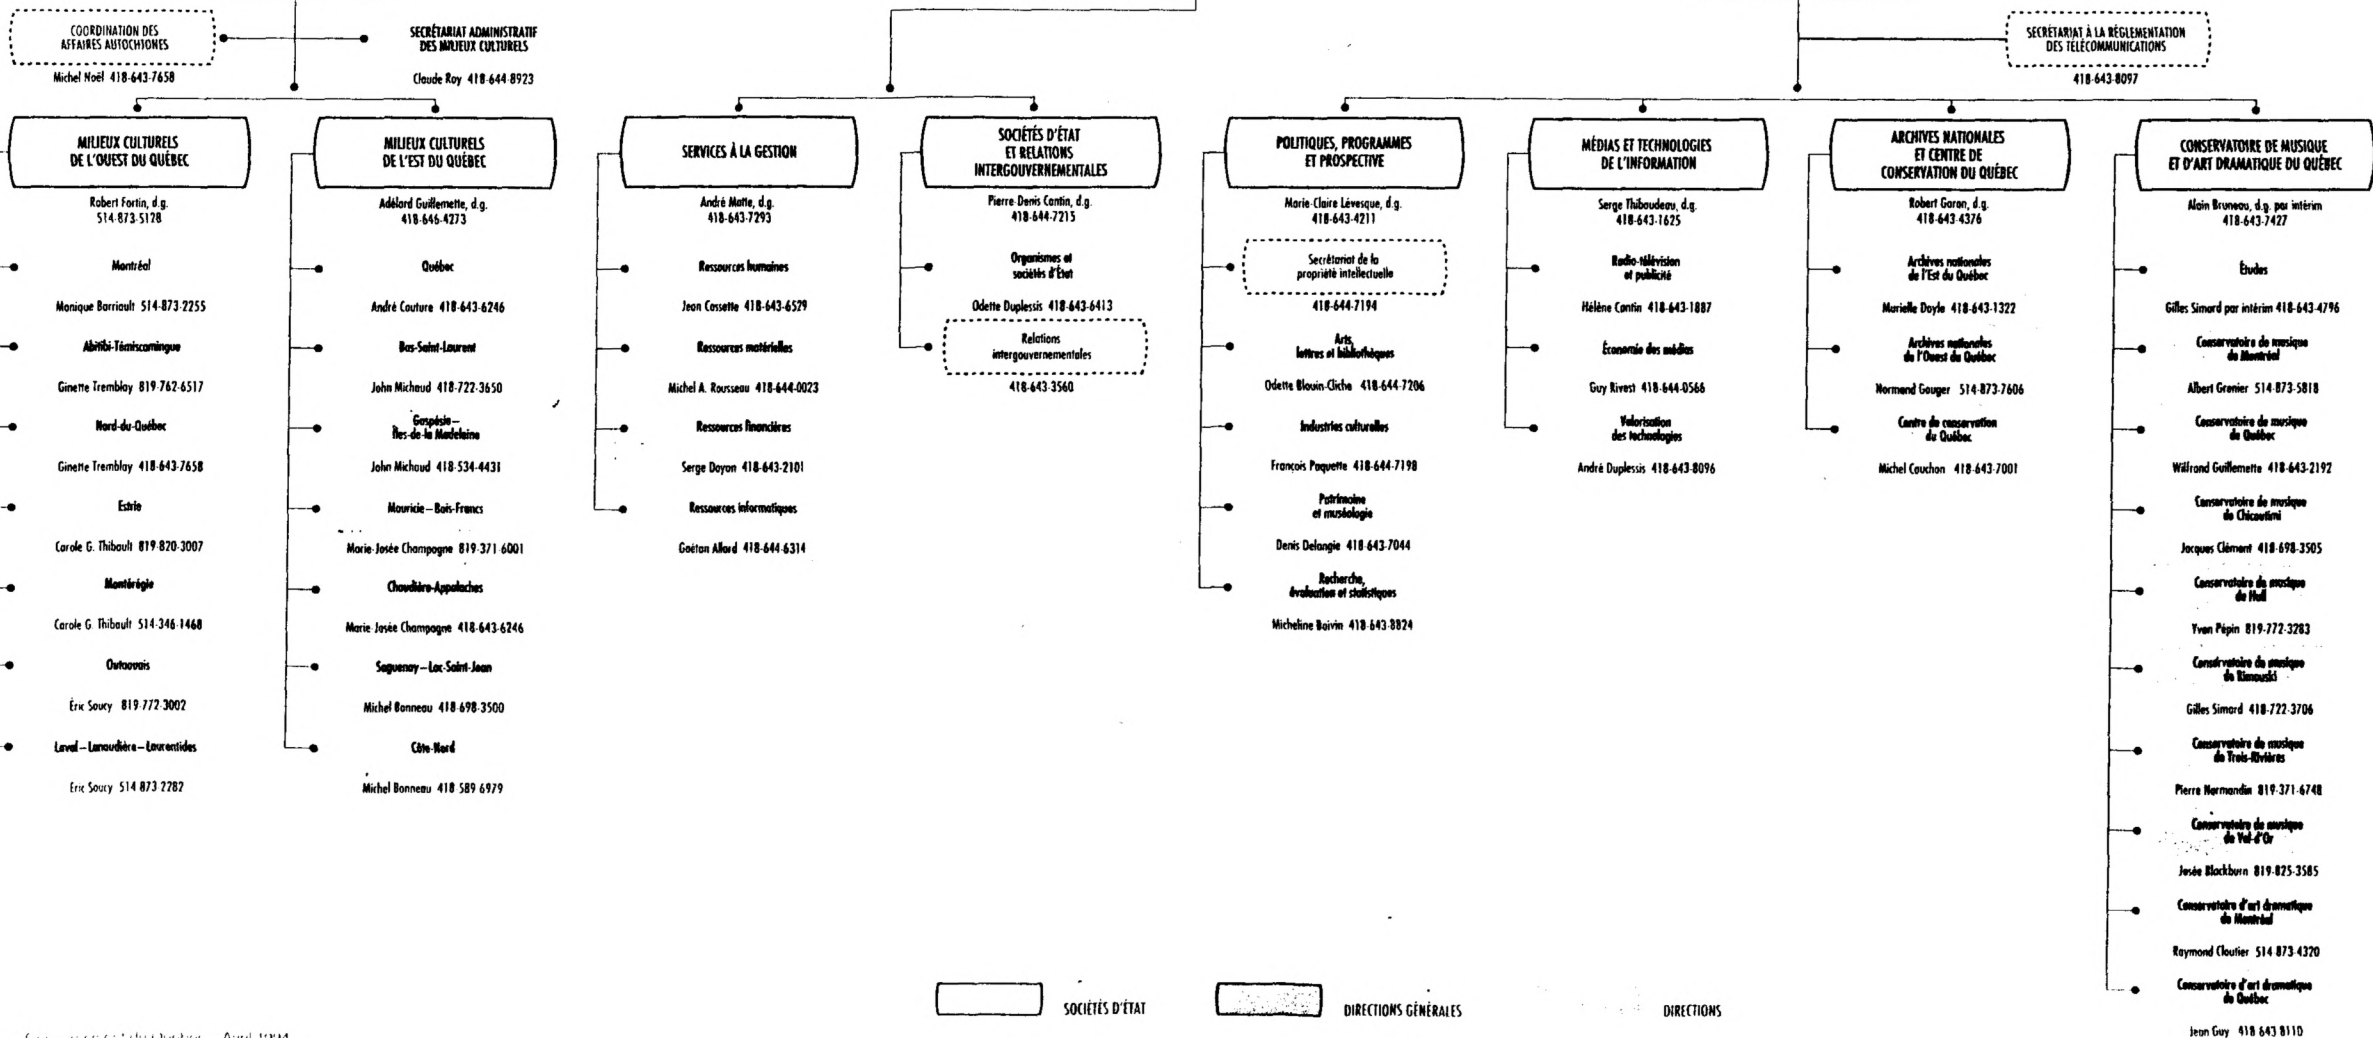 COORDINATION DES
AFFAIRES AUTOCHTONES
Michel Noël 418-643-7658
SECRÉTARIAT ADMINISTRATIF
DES MILIEUX CULTURELS
Claude Roy 418-644-8923
SECRÉTARIAT À LA RÉGLEMENTATION
DES TÉLÉCOMMUNICATIONS
418-643-8097
MILIEUX CULTURELS
DE L'OUEST DU QUÉBEC
Robert Fortin, d.g.
514-873-5128
Montréal
Monique Barriault 514-873-2255
Abitibi-Témiscamingue
Ginette Tremblay 819-762-6517
Nord-du-Québec
Ginette Tremblay 418-643-7658
Estrie
Carole G. Thibault 819-820-3007
Montérégie
Carole G. Thibault 514-346-1468
Outaouais
Éric Soucy 819-772-3002
Laval – Lanaudière – Laurentides
Éric Soucy 514-873-2282
MILIEUX CULTURELS
DE L'EST DU QUÉBEC
Adélard Guillemette, d.g.
418-646-4273
Québec
André Couture 418-643-6246
Bas-Saint-Laurent
John Michaud 418-722-3650
Gaspésie –
Îles-de-la Madeleine
John Michaud 418-534-4431
Mauricie – Bois-Francs
Marie-Josée Champagne 819-371-6001
Chaudière-Appalaches
Marie-Josée Champagne 418-643-6246
Saguenay – Lac-Saint-Jean
Michel Bonneau 418-698-3500
Côte-Nord
Michel Bonneau 418-589-6979
SERVICES À LA GESTION
André Matte, d.g.
418-643-7293
Ressources humaines
Jean Cossette 418-643-6529
Ressources matérielles
Michel A. Rousseau 418-644-0023
Ressources financières
Serge Doyon 418-643-2101
Ressources informatiques
Gaétan Allard 418-644-6314
SOCIÉTÉS D'ÉTAT
ET RELATIONS
INTERGOUVERNEMENTALES
Pierre-Denis Cantin, d.g.
418-644-7215
Organismes et
sociétés d'État
Odette Duplessis 418-643-6413
Relations
intergouvernementales
418-643-3560
POLITIQUES, PROGRAMMES
ET PROSPECTIVE
Marie-Claire Lévesque, d.g.
418-643-4211
Secrétariat de la
propriété intellectuelle
418-644-7194
Arts,
lettres et bibliothèques
Odette Blouin-Cliche 418-644-7206
Industries culturelles
François Paquette 418-644-7198
Patrimoine
et muséologie
Denis Delangie 418-643-7044
Recherche,
évaluation et statistiques
Micheline Boivin 418-643-8824
MÉDIAS ET TECHNOLOGIES
DE L'INFORMATION
Serge Thibaudeau, d.g.
418-643-1625
Radio-télévision
et publicité
Hélène Cantin 418-643-1887
Économie des médias
Guy Rivest 418-644-0566
Valorisation
des technologies
André Duplessis 418-643-8096
ARCHIVES NATIONALES
ET CENTRE DE
CONSERVATION DU QUÉBEC
Robert Garon, d.g.
418-643-4376
Archives nationales
de l'Est du Québec
Murielle Doyle 418-643-1322
Archives nationales
de l'Ouest du Québec
Normand Gouger 514-873-7606
Centre de conservation
du Québec
Michel Cauchon 418-643-7001
CONSERVATOIRE DE MUSIQUE
ET D'ART DRAMATIQUE DU QUÉBEC
Alain Bruneau, d.g. par intérim
418-643-7427
Études
Gilles Simard par intérim 418-643-4796
Conservatoire de musique
de Montréal
Albert Grenier 514-873-5818
Conservatoire de musique
de Québec
Wilfrand Guillemette 418-643-2192
Conservatoire de musique
de Chicoutimi
Jacques Clément 418-698-3505
Conservatoire de musique
de Hull
Yvon Pépin 819-772-3283
Conservatoire de musique
de Rimouski
Gilles Simard 418-722-3706
Conservatoire de musique
de Trois-Rivières
Pierre Normandin 819-371-6748
Conservatoire de musique
de Val-d'Or
Josée Blackburn 819-825-3585
Conservatoire d'art dramatique
de Montréal
Raymond Cloutier 514-873-4320
Conservatoire d'art dramatique
de Québec
Jean Guy 418 643 8110
SOCIÉTÉS D'ÉTAT
DIRECTIONS GÉNÉRALES
DIRECTIONS